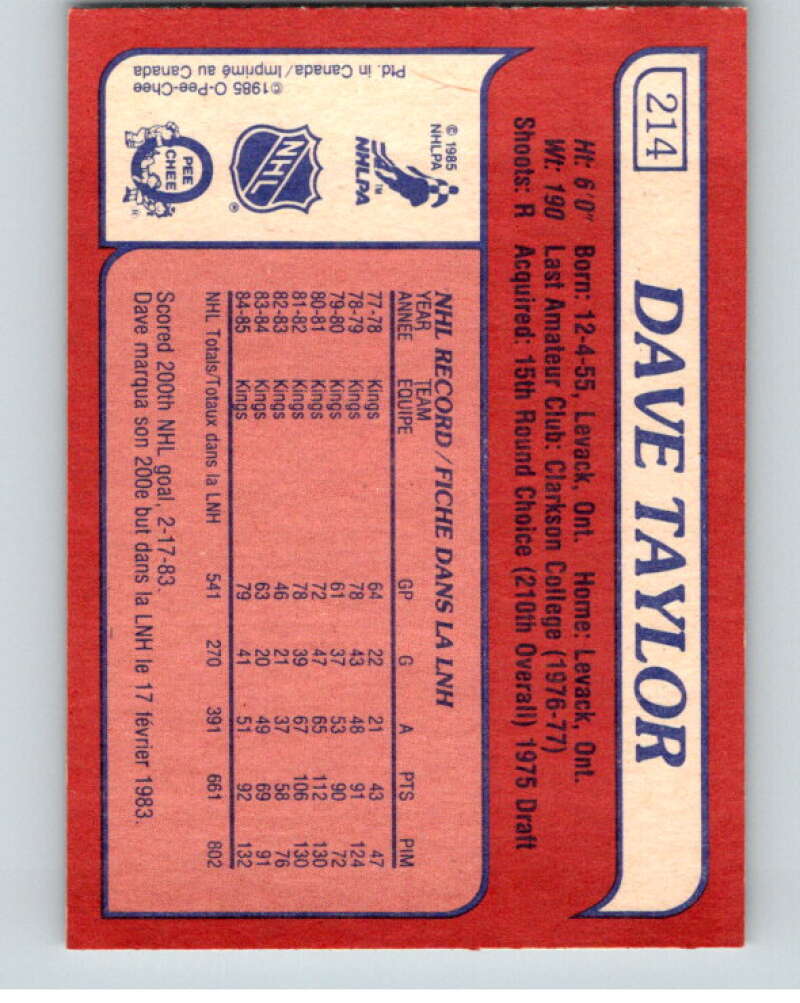 214
DAVE TAYLOR
Ht: 6'0" Born: 12-4-55, Levack, Ont. Home: Levack, Ont.
Wt: 190 Last Amateur Club: Clarkson College (1976-77)
Shoots: R Acquired: 15th Round Choice (210th Overall) 1975 Draft
© 1985
NHLPA
NHLPA
TM
NHL
®
O
PEE
CHEE
©1985 O-Pee-Chee
Ptd. in Canada/Imprimé au Canada
NHL RECORD/FICHE DANS LA LNH
YEAR TEAM
ANNÉE EQUIPE GP G A PTS PIM
77-78 Kings 64 22 21 43 47
78-79 Kings 78 43 48 91 124
79-80 Kings 61 37 53 90 72
80-81 Kings 72 47 65 112 130
81-82 Kings 78 39 67 106 130
82-83 Kings 46 21 37 58 76
83-84 Kings 63 20 49 69 91
84-85 Kings 79 41 51 92 132
NHL Totals/Totaux dans la LNH 541 270 391 661 802
Scored 200th NHL goal, 2-17-83.
Dave marqua son 200e but dans la LNH le 17 février 1983.